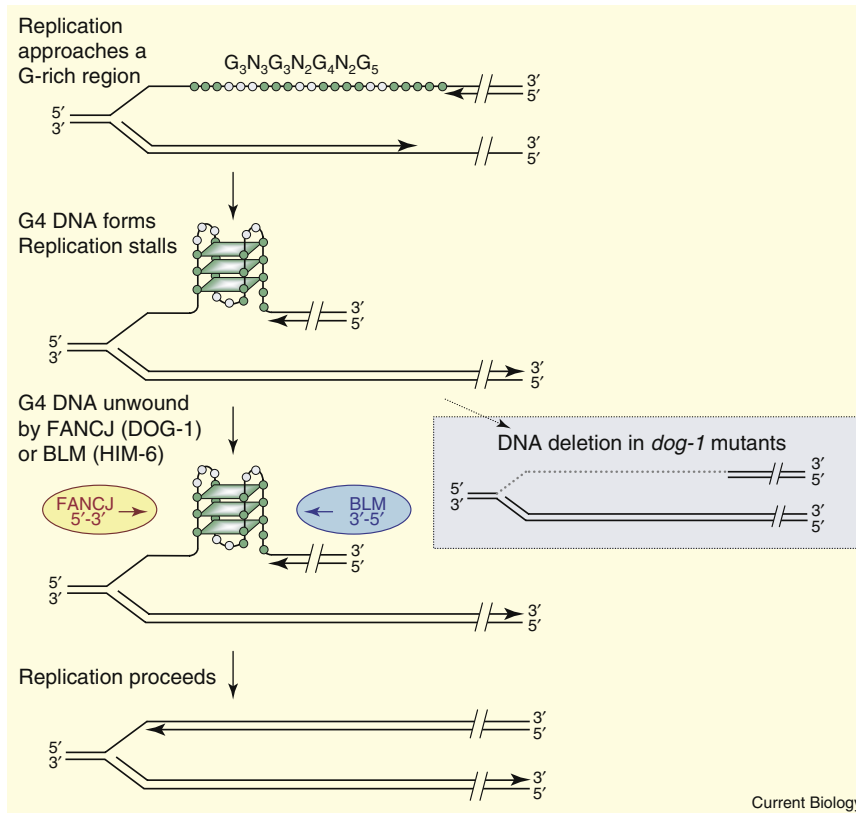 Replication
approaches a
G-rich region
G₃N₃G₃N₂G₄N₂G₅
3′
5′
5′
3′
3′
5′
G4 DNA forms
Replication stalls
3′
5′
5′
3′
3′
5′
G4 DNA unwound
by FANCJ (DOG-1)
or BLM (HIM-6)
DNA deletion in dog-1 mutants
3′
5′
5′
3′
3′
5′
FANCJ
5′-3′
BLM
3′-5′
3′
5′
5′
3′
3′
5′
Replication proceeds
3′
5′
5′
3′
3′
5′
Current Biology